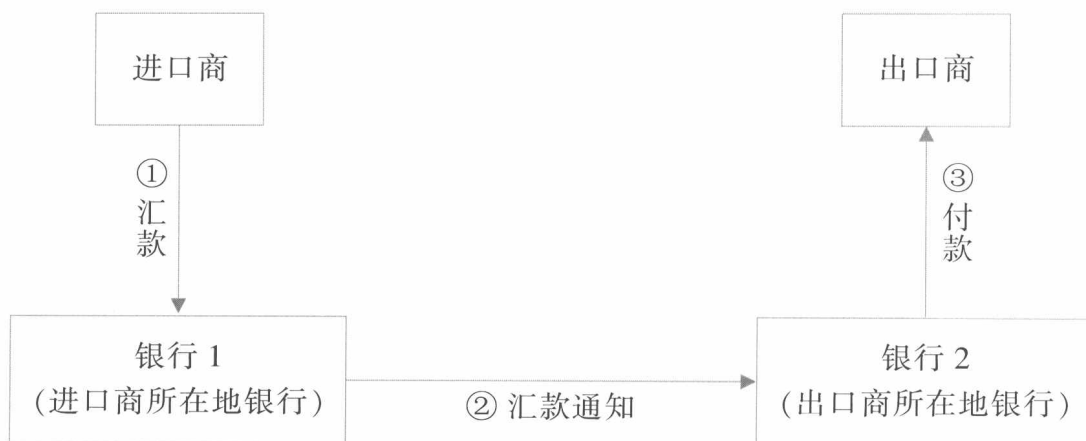 进口商
出口商
①汇款
③付款
银行 1
(进口商所在地银行)
② 汇款通知
银行 2
(出口商所在地银行)